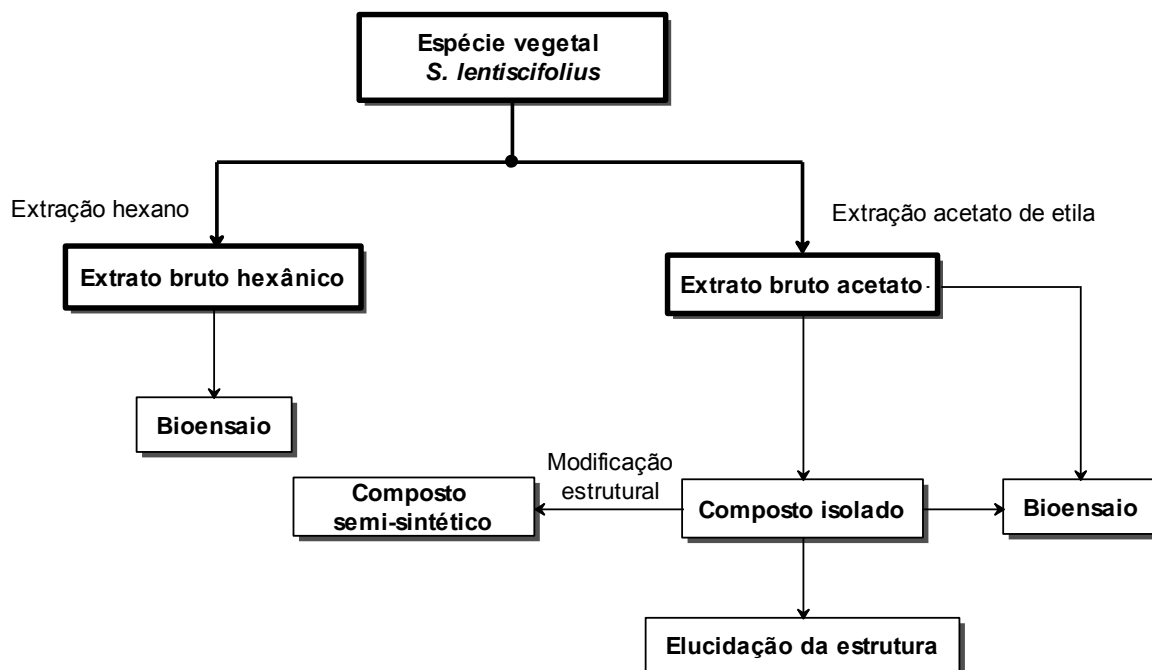 Espécie vegetal
S. lentiscifolius
Extração hexano
Extração acetato de etila
Extrato bruto hexânico
Extrato bruto acetato
Bioensaio
Modificação
estrutural
Composto
semi-sintético
Composto isolado
Bioensaio
Elucidação da estrutura